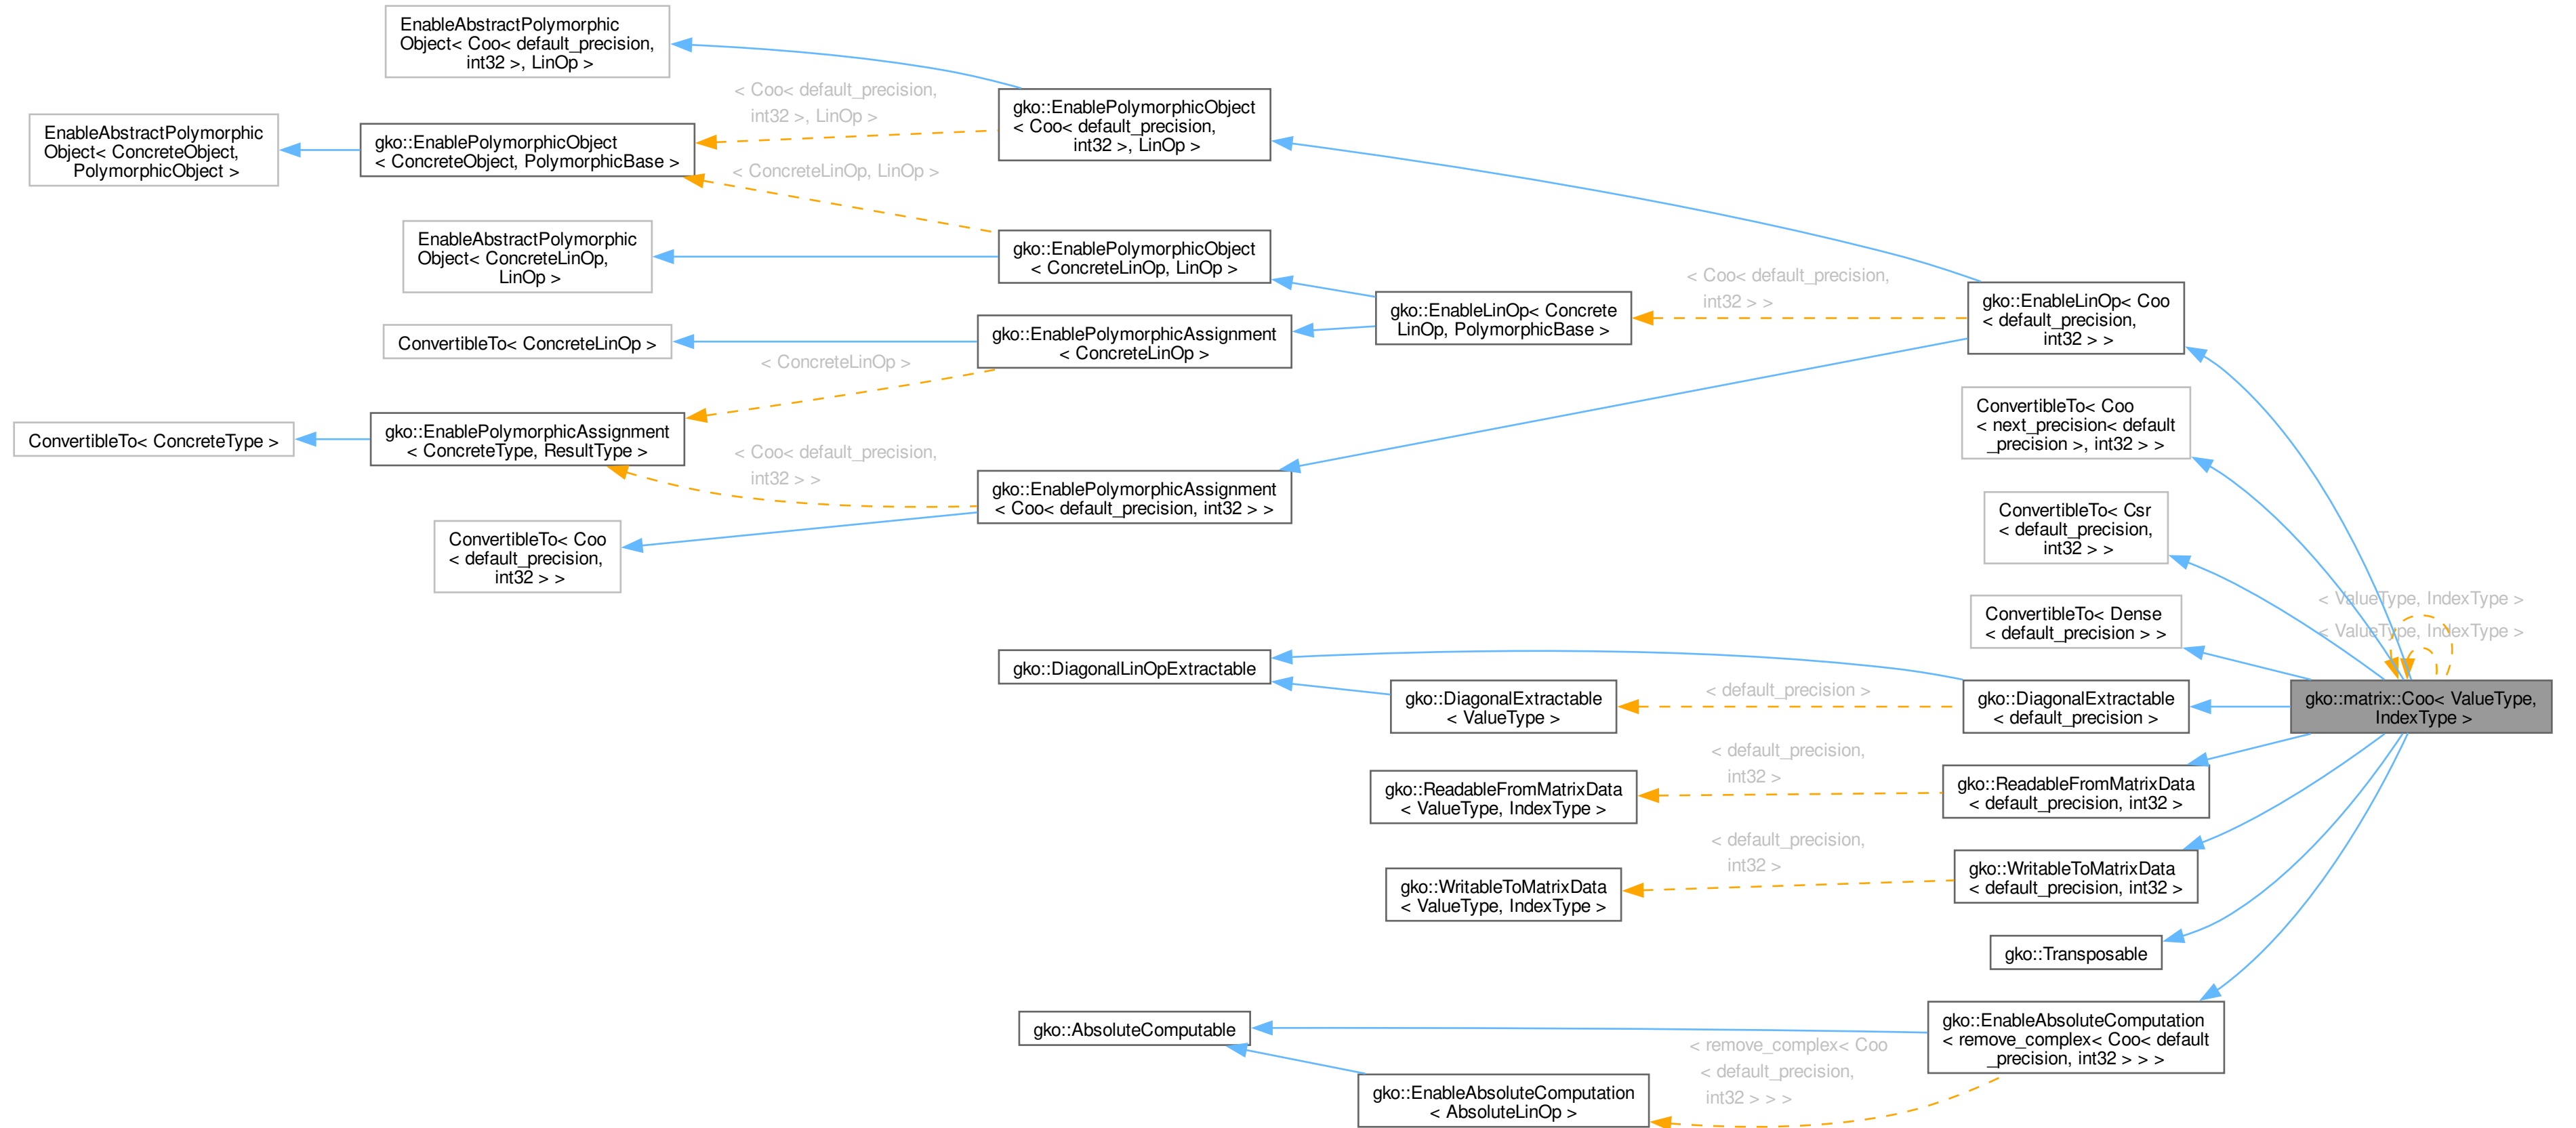 EnableAbstractPolymorphic
Object< Coo< default_precision,
int32 >, LinOp >
< Coo< default_precision,
int32 >, LinOp >
gko::EnablePolymorphicObject
< Coo< default_precision,
int32 >, LinOp >
EnableAbstractPolymorphic
Object< ConcreteObject,
PolymorphicObject >
gko::EnablePolymorphicObject
< ConcreteObject, PolymorphicBase >
< ConcreteLinOp, LinOp >
EnableAbstractPolymorphic
Object< ConcreteLinOp,
LinOp >
gko::EnablePolymorphicObject
< ConcreteLinOp, LinOp >
ConvertibleTo< ConcreteLinOp >
gko::EnablePolymorphicAssignment
< ConcreteLinOp >
gko::EnableLinOp< Concrete
LinOp, PolymorphicBase >
< Coo< default_precision,
int32 > >
gko::EnableLinOp< Coo
< default_precision,
int32 > >
< ConcreteLinOp >
ConvertibleTo< ConcreteType >
gko::EnablePolymorphicAssignment
< ConcreteType, ResultType >
< Coo< default_precision,
int32 > >
gko::EnablePolymorphicAssignment
< Coo< default_precision, int32 > >
ConvertibleTo< Coo
< default_precision,
int32 > >
ConvertibleTo< Coo
< next_precision< default
_precision >, int32 > >
ConvertibleTo< Csr
< default_precision,
int32 > >
ConvertibleTo< Dense
< default_precision > >
< ValueType, IndexType >
< ValueType, IndexType >
gko::DiagonalLinOpExtractable
gko::DiagonalExtractable
< ValueType >
< default_precision >
gko::DiagonalExtractable
< default_precision >
gko::matrix::Coo< ValueType,
IndexType >
gko::ReadableFromMatrixData
< ValueType, IndexType >
< default_precision,
int32 >
gko::ReadableFromMatrixData
< default_precision, int32 >
gko::WritableToMatrixData
< ValueType, IndexType >
< default_precision,
int32 >
gko::WritableToMatrixData
< default_precision, int32 >
gko::Transposable
gko::AbsoluteComputable
gko::EnableAbsoluteComputation
< AbsoluteLinOp >
< remove_complex< Coo
< default_precision,
int32 > > >
gko::EnableAbsoluteComputation
< remove_complex< Coo< default
_precision, int32 > > >